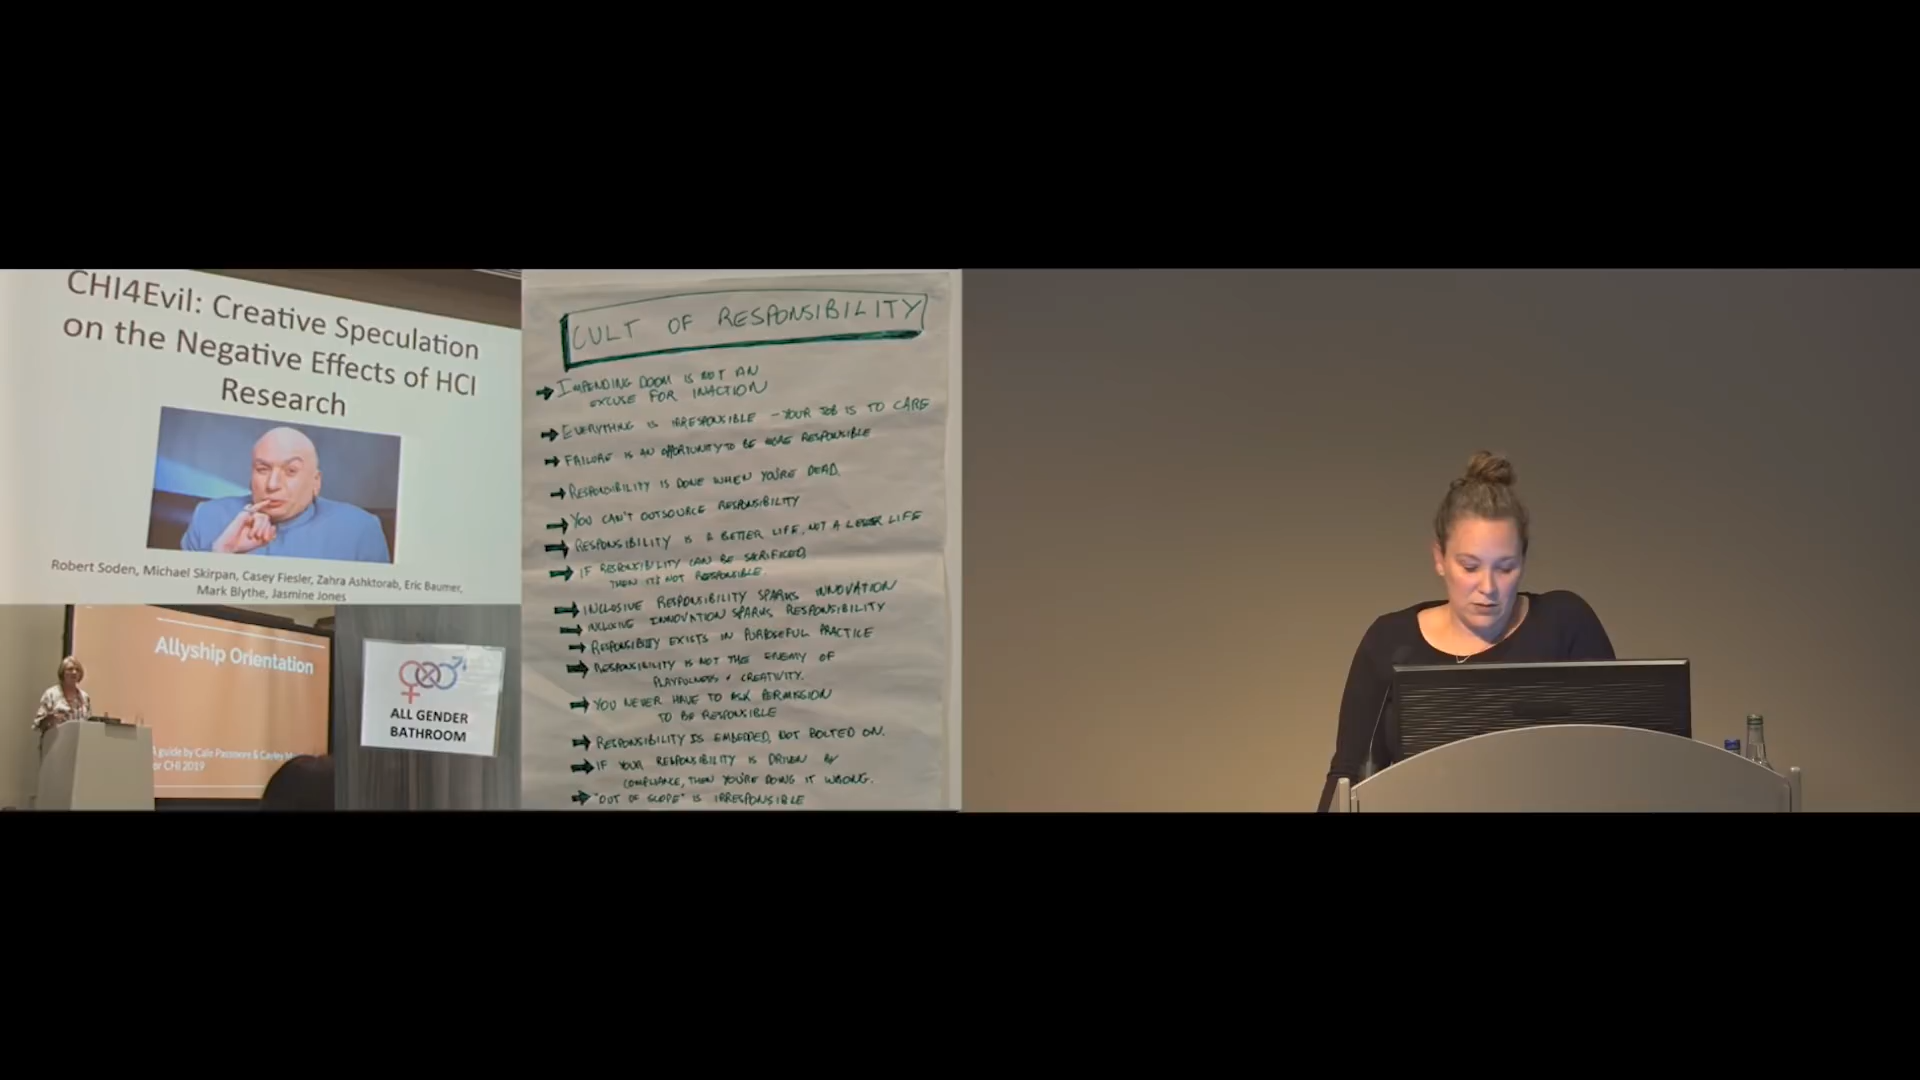 CHI4Evil: Creative Speculation
on the Negative Effects of HCI
Research
Robert Soden, Michael Skirpan, Casey Fiesler, Zahra Ashktorab, Eric Baumer,
Mark Blythe, Jasmine Jones
Allyship Orientation
A guide by Cale Passmore & Cayley
or CHI 2019
ALL GENDER
BATHROOM
CULT OF RESPONSIBILITY
➡ IMPENDING DOOM IS NOT AN
EXCUSE FOR INACTION
➡ EVERYTHING IS IRRESPONSIBLE - YOUR JOB IS TO CARE
➡ FAILURE IS AN OPPORTUNITY TO BE MORE RESPONSIBLE
➡ RESPONSIBILITY IS DONE WHEN YOU'RE DEAD.
➡ YOU CAN'T OUTSOURCE RESPONSIBILITY
➡ RESPONSIBILITY IS A BETTER LIFE, NOT A LESSER LIFE
➡ IF RESPONSIBILITY CAN BE SACRIFICED,
THEN IT'S NOT RESPONSIBLE.
➡ INCLUSIVE RESPONSIBILITY SPARKS INNOVATION
➡ INCLUSIVE INNOVATION SPARKS RESPONSIBILITY
➡ RESPONSIBILITY EXISTS IN PURPOSEFUL PRACTICE
➡ RESPONSIBILITY IS NOT THE ENEMY OF
PLAYFULNESS + CREATIVITY.
➡ YOU NEVER HAVE TO ASK PERMISSION
TO BE RESPONSIBLE
➡ RESPONSIBILITY IS EMBEDDED, NOT BOLTED ON.
➡ IF YOUR RESPONSIBILITY IS DRIVEN BY
COMPLIANCE, THEN YOU'RE DOING IT WRONG.
➡ "OUT OF SCOPE" IS IRRESPONSIBLE